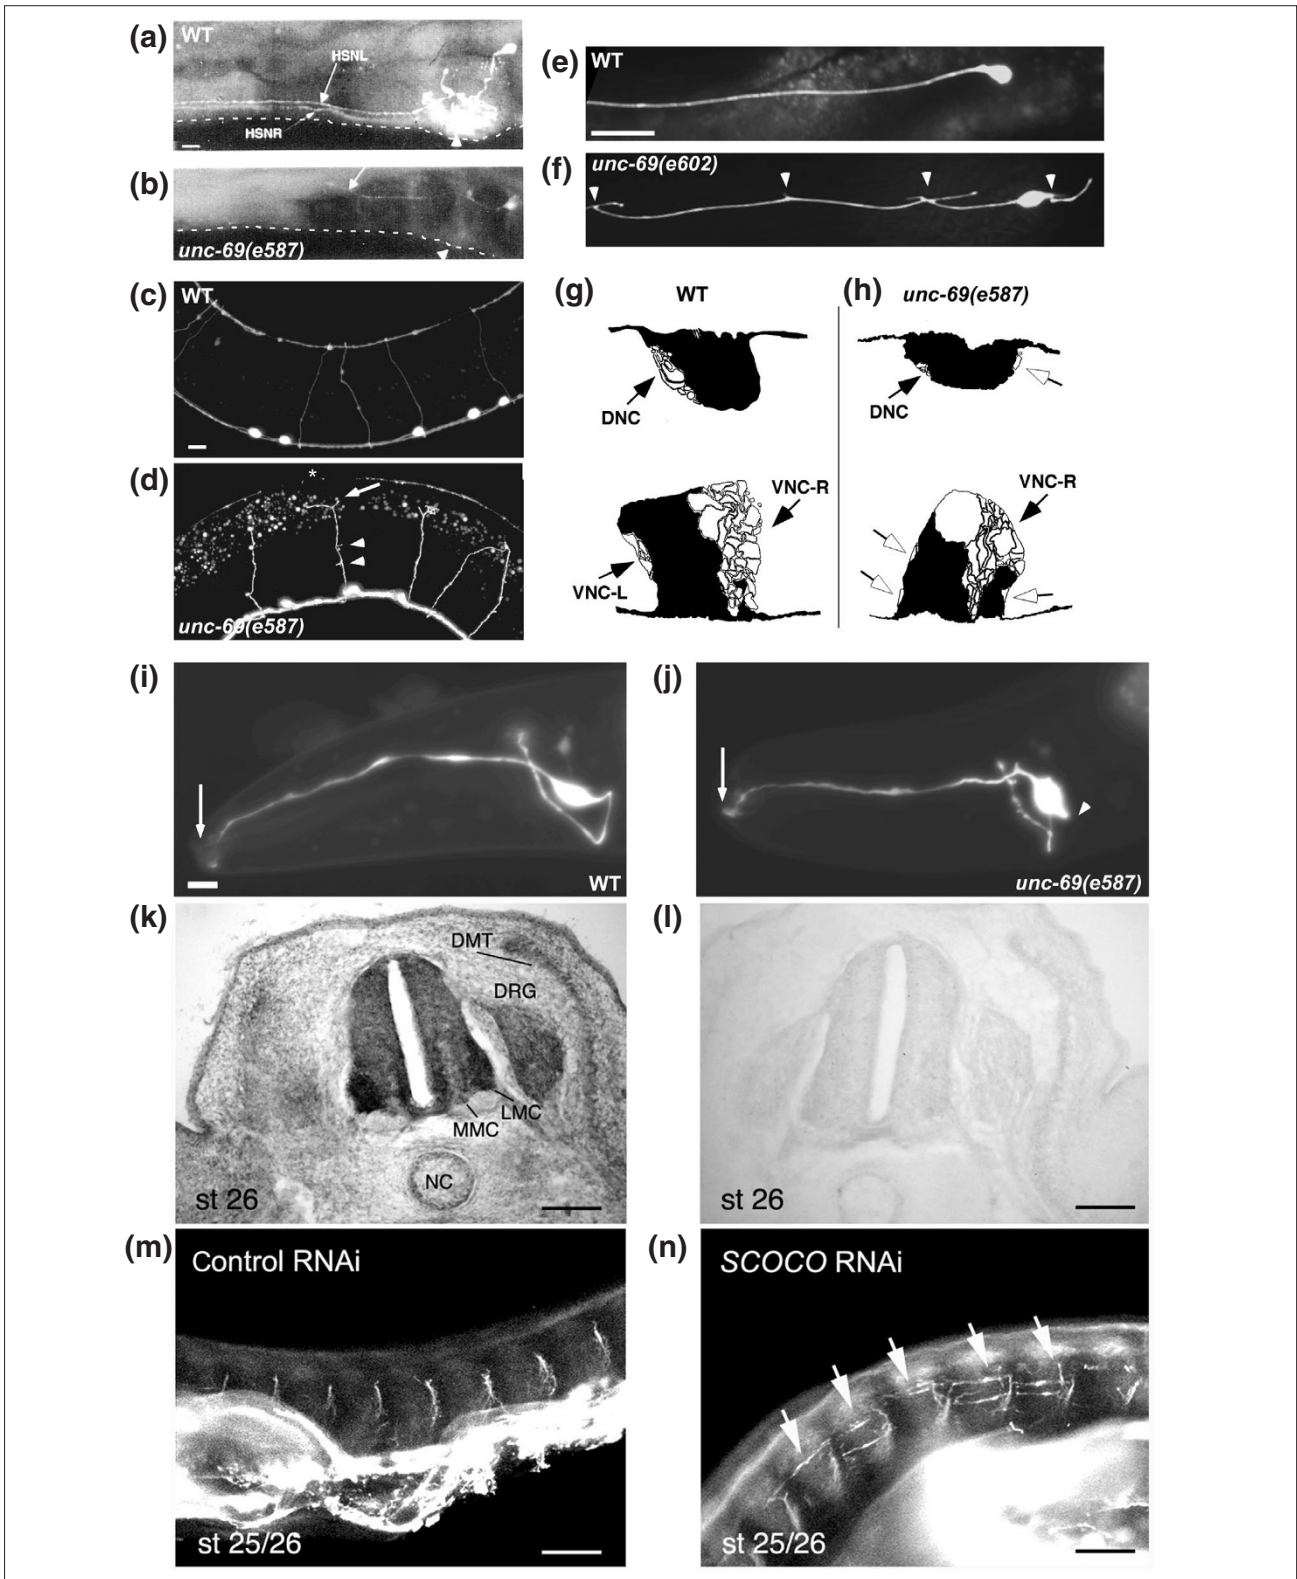 (a)
WT
HSNL
HSNR
(b)
unc-69(e587)
(c)
WT
(d)
*
unc-69(e587)
(e)
WT
(f)
unc-69(e602)
(g)
WT
DNC
VNC-R
VNC-L
(h)
unc-69(e587)
DNC
VNC-R
(i)
WT
(j)
unc-69(e587)
(k)
DMT
DRG
LMC
MMC
NC
st 26
(l)
st 26
(m)
Control RNAi
st 25/26
(n)
SCOCO RNAi
st 25/26